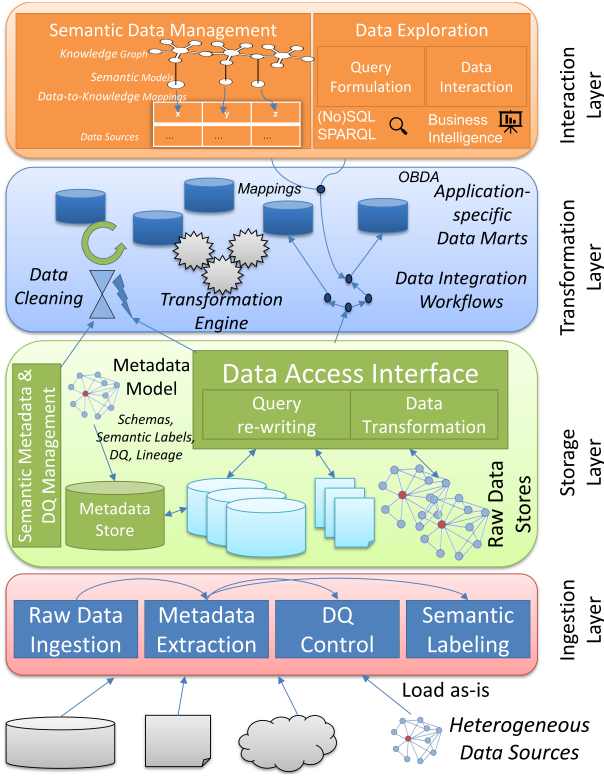 Semantic Data Management
Knowledge Graph
Semantic Models
Data-to-Knowledge Mappings
x y z
Data Sources
... ... ...
Data Exploration
Query
Formulation
Data
Interaction
(No)SQL
SPARQL
Business
Intelligence
Interaction
Layer
Mappings
OBDA
Application-
specific
Data Marts
Data
Cleaning
Transformation
Engine
Data Integration
Workflows
Transformation
Layer
Semantic Metadata &
DQ Management
Metadata
Model
Schemas,
Semantic Labels,
DQ, Lineage
Metadata
Store
Data Access Interface
Query
re-writing
Data
Transformation
Raw Data
Stores
Storage
Layer
Raw Data
Ingestion
Metadata
Extraction
DQ
Control
Semantic
Labeling
Ingestion
Layer
Load as-is
Heterogeneous
Data Sources